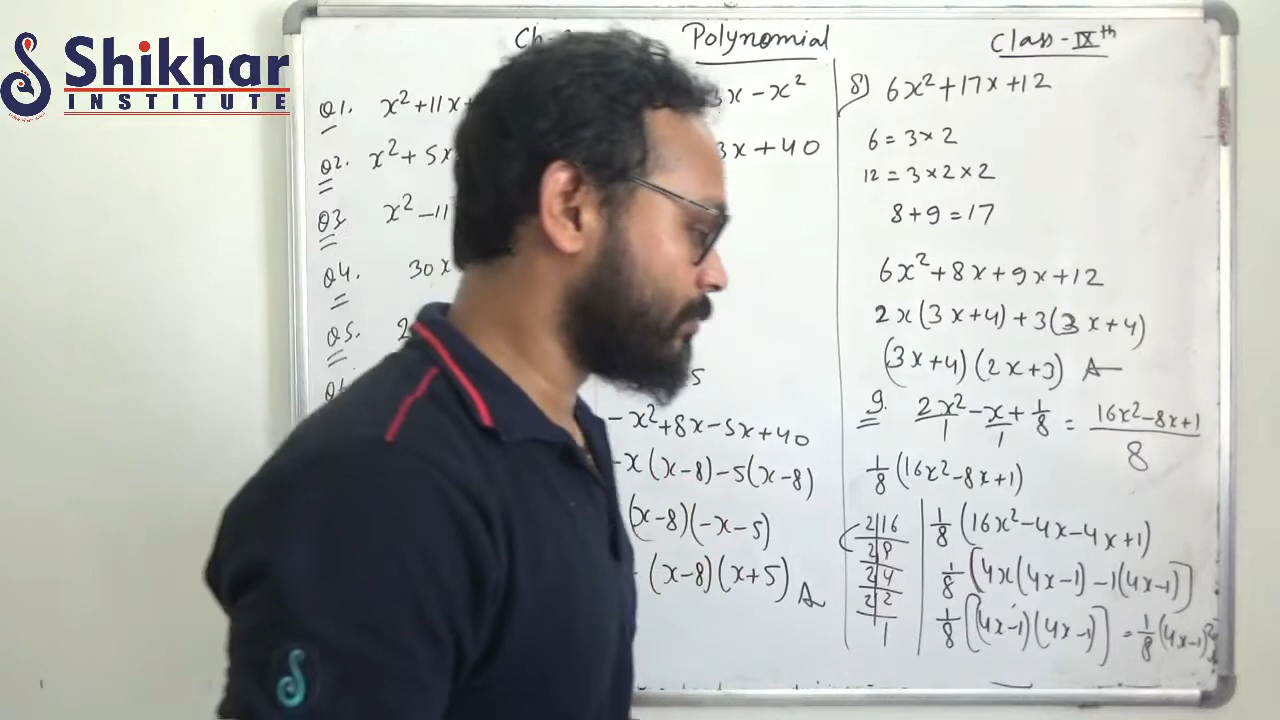 Shikhar
INSTITUTE
Polynomial
Class-IXth
Q1. x²+11x+
Q2. x²+5x
Q3. x²-11
Q4. 30x
Q5. 2
3x-x²
3x+40
5
-x²+8x-5x+40
-x(x-8)-5(x-8)
(x-8)(-x-5)
-(x-8)(x+5) A
8) 6x²+17x+12
6=3×2
12=3×2×2
8+9=17
6x²+8x+9x+12
2x(3x+4)+3(3x+4)
(3x+4)(2x+3) A
9. 2x²/1 - x/1 + 1/8 = 16x²-8x+1/8
1/8(16x²-8x+1)
2|16
2|8
2|4
2|2
1
1/8(16x²-4x-4x+1)
1/8(4x(4x-1)-1(4x-1))
1/8[(4x-1)(4x-1)] = 1/8(4x-1)²